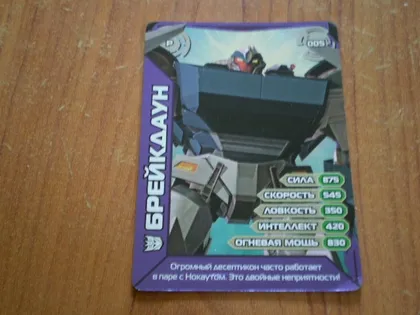 005
БРЕЙКДАУН
СИЛА 875
СКОРОСТЬ 545
ЛОВКОСТЬ 350
ИНТЕЛЛЕКТ 420
ОГНЕВАЯ МОЩЬ 830
Огромный десептикон часто работает
в паре с Нокаутом. Это двойные неприятности!